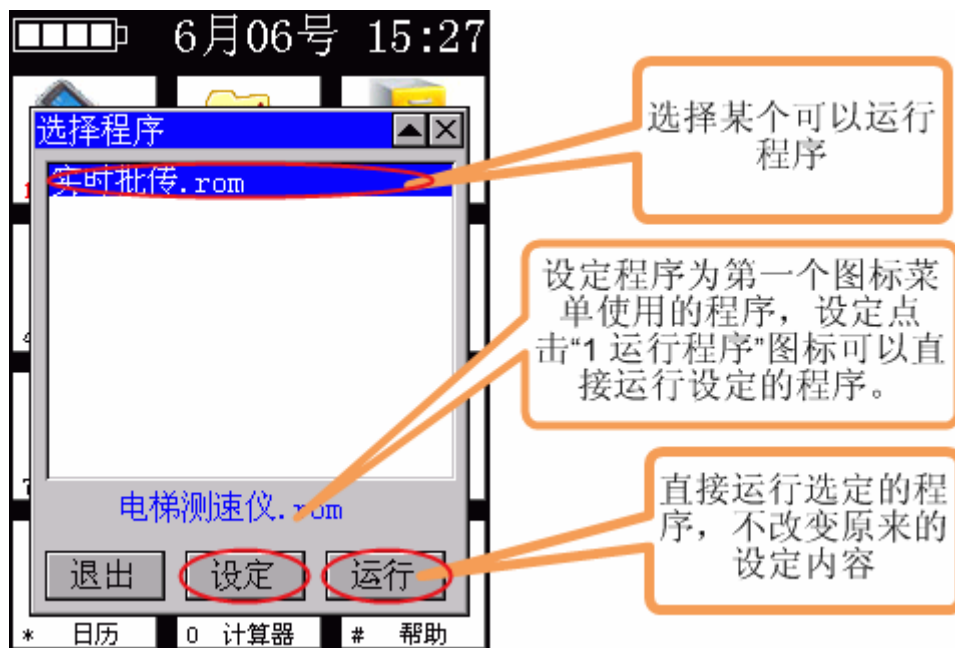 6月06号 15:27
选择程序
实时批传.rom
电梯测速仪.rom
退出
设定
运行
* 日历
0 计算器
# 帮助
选择某个可以运行
程序
设定程序为第一个图标菜
单使用的程序，设定点
击“1 运行程序”图标可以直
接运行设定的程序。
直接运行选定的程
序，不改变原来的
设定内容